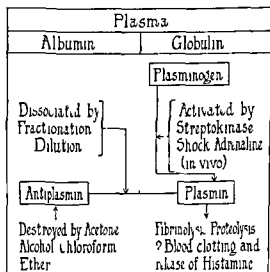 Plasma
Albumin Globulin
Plasminogen
Dissociated by
Fractionation
Dilution
Activated by
Streptokinase
Shock Adrenaline
(in vivo)
Antiplasmin
Plasmin
Destroyed by Acetone
Alcohol Chloroform
Ether
Fibrinolysis Proteolysis
? Blood clotting and
release of Histamine